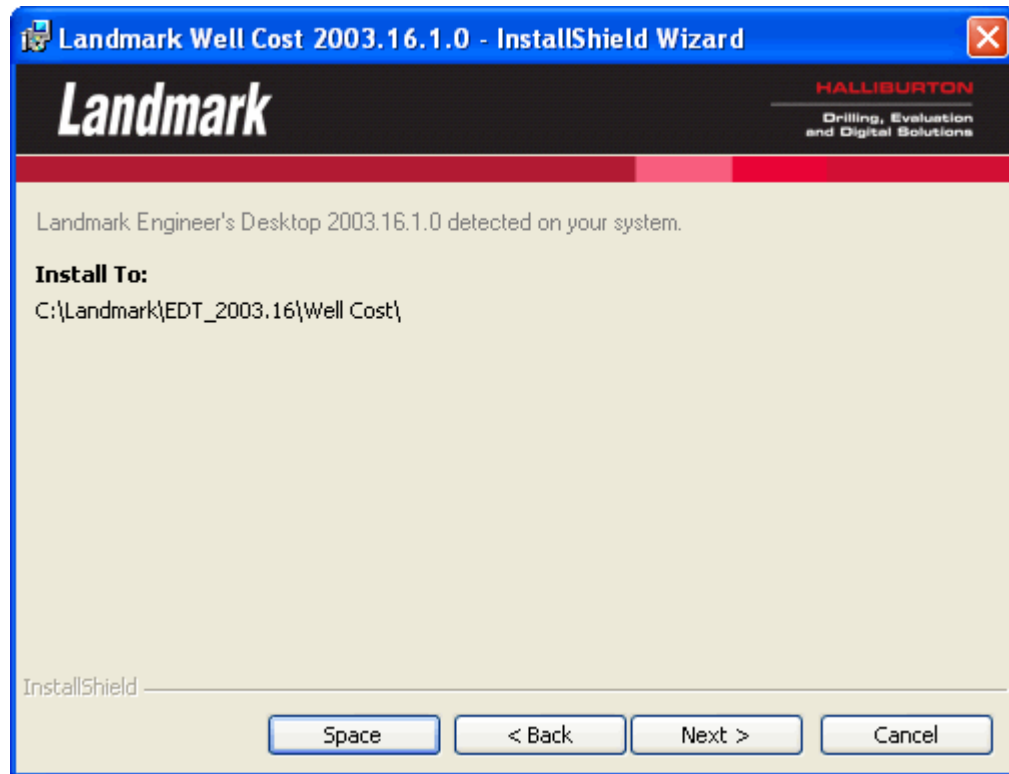 Landmark Well Cost 2003.16.1.0 - InstallShield Wizard
Landmark
HALLIBURTON
Drilling, Evaluation
and Digital Solutions
Landmark Engineer's Desktop 2003.16.1.0 detected on your system.
Install To:
C:\Landmark\EDT_2003.16\Well Cost\
InstallShield
Space
< Back
Next >
Cancel